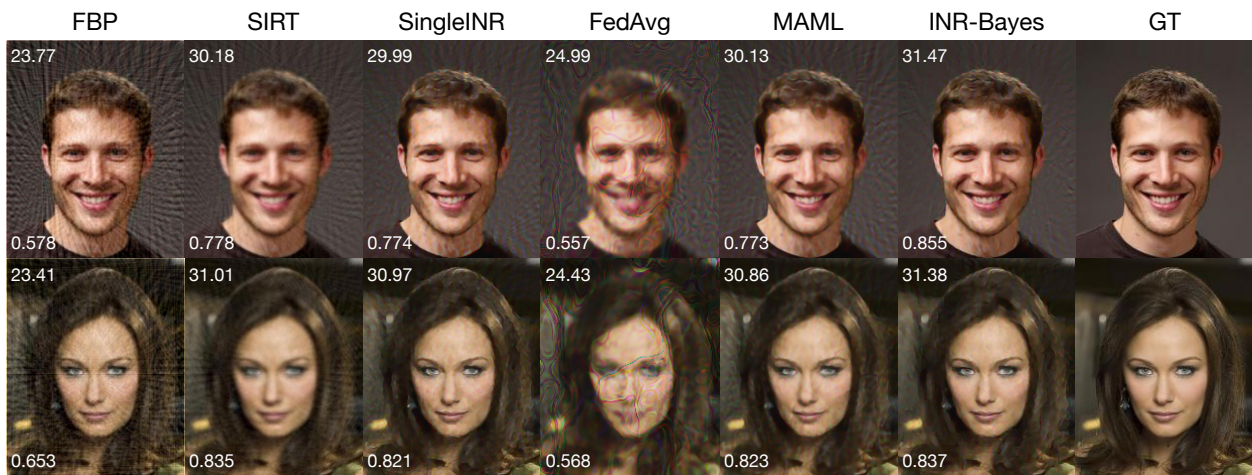 FBP SIRT SingleINR FedAvg MAML INR-Bayes GT
23.77 30.18 29.99 24.99 30.13 31.47
0.578 0.778 0.774 0.557 0.773 0.855
23.41 31.01 30.97 24.43 30.86 31.38
0.653 0.835 0.821 0.568 0.823 0.837